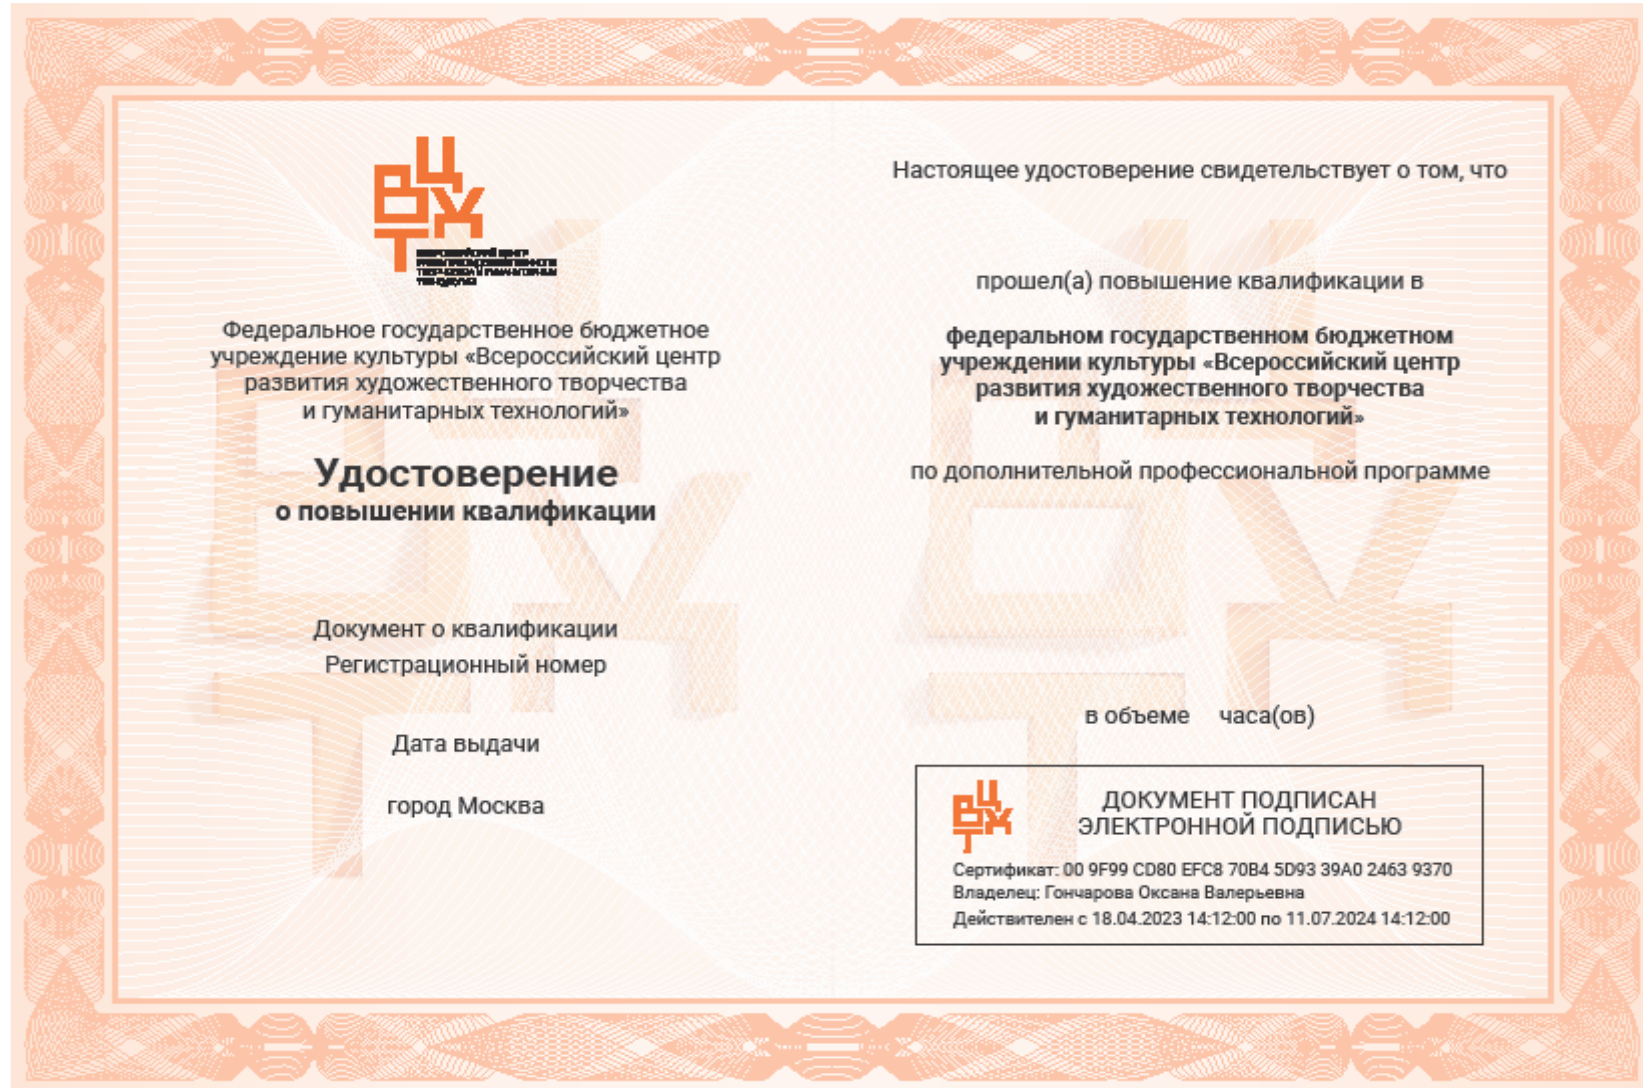 ВЦХТ
Федеральное государственное бюджетное
учреждение культуры «Всероссийский центр
развития художественного творчества
и гуманитарных технологий»
Удостоверение
о повышении квалификации
Документ о квалификации
Регистрационный номер
Дата выдачи
город Москва
Настоящее удостоверение свидетельствует о том, что
прошел(а) повышение квалификации в
федеральном государственном бюджетном
учреждении культуры «Всероссийский центр
развития художественного творчества
и гуманитарных технологий»
по дополнительной профессиональной программе
в объеме часа(ов)
ВЦХТ
ДОКУМЕНТ ПОДПИСАН
ЭЛЕКТРОННОЙ ПОДПИСЬЮ
Сертификат: 00 9F99 CD80 EFC8 70B4 5D93 39A0 2463 9370
Владелец: Гончарова Оксана Валерьевна
Действителен с 18.04.2023 14:12:00 по 11.07.2024 14:12:00